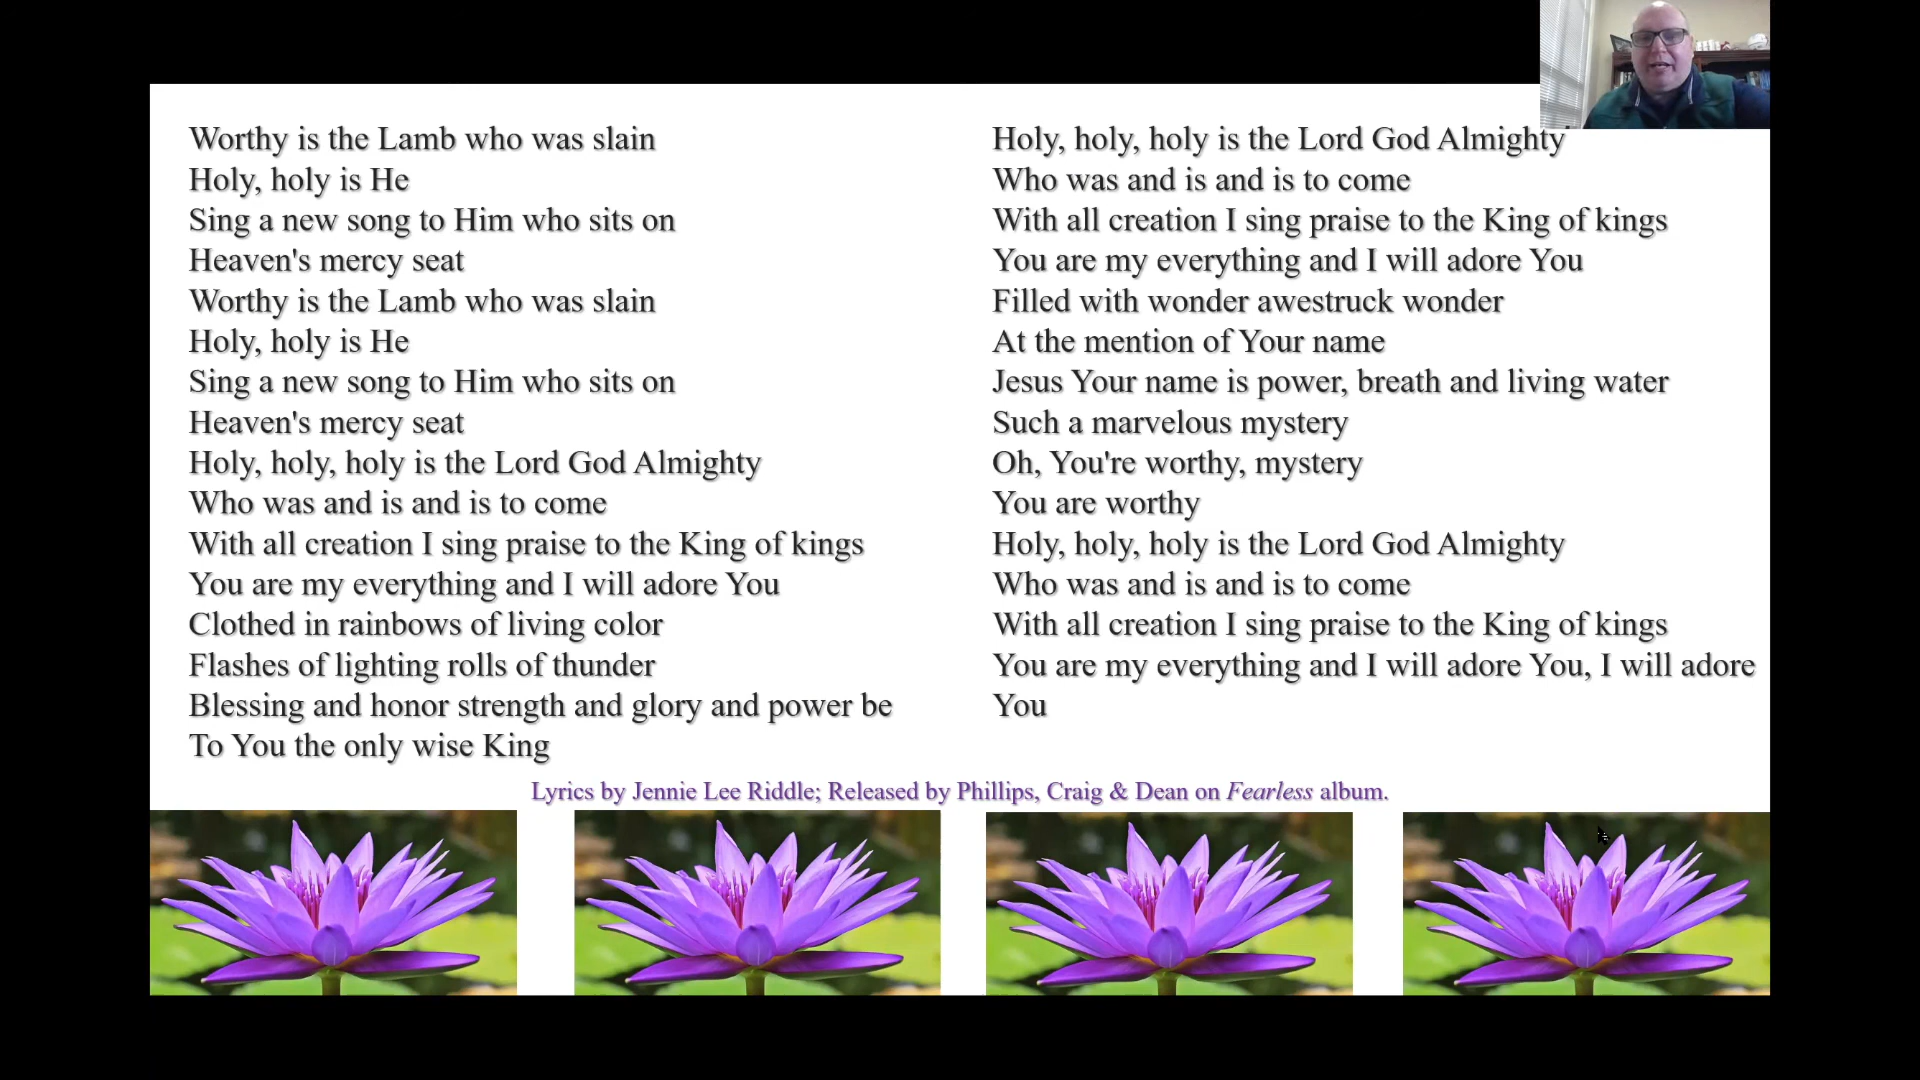 Worthy is the Lamb who was slain
Holy, holy is He
Sing a new song to Him who sits on
Heaven's mercy seat
Worthy is the Lamb who was slain
Holy, holy is He
Sing a new song to Him who sits on
Heaven's mercy seat
Holy, holy, holy is the Lord God Almighty
Who was and is and is to come
With all creation I sing praise to the King of kings
You are my everything and I will adore You
Clothed in rainbows of living color
Flashes of lighting rolls of thunder
Blessing and honor strength and glory and power be
To You the only wise King
Holy, holy, holy is the Lord God Almighty
Who was and is and is to come
With all creation I sing praise to the King of kings
You are my everything and I will adore You
Filled with wonder awestruck wonder
At the mention of Your name
Jesus Your name is power, breath and living water
Such a marvelous mystery
Oh, You're worthy, mystery
You are worthy
Holy, holy, holy is the Lord God Almighty
Who was and is and is to come
With all creation I sing praise to the King of kings
You are my everything and I will adore You, I will adore
You
Lyrics by Jennie Lee Riddle; Released by Phillips, Craig & Dean on Fearless album.